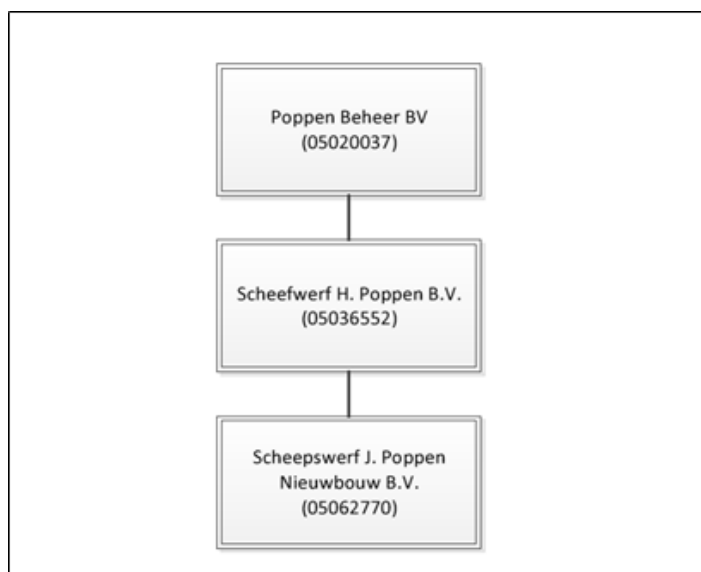 Poppen Beheer BV
(05020037)
Scheefwerf H. Poppen B.V.
(05036552)
Scheepswerf J. Poppen
Nieuwbouw B.V.
(05062770)